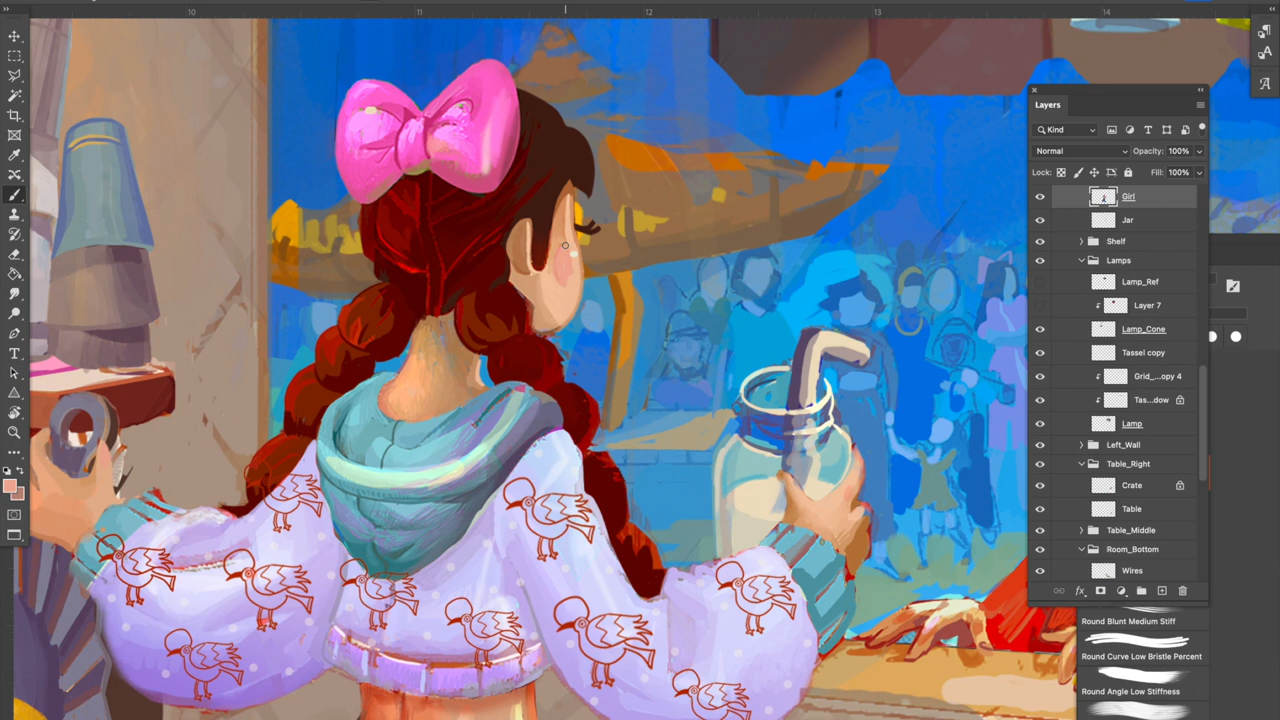 10
11
12
13
14
Layers
Kind
Normal
Opacity: 100%
Lock:
Fill: 100%
Girl
Jar
Shelf
Lamps
Lamp_Ref
Layer 7
Lamp_Cone
Tassel copy
Grid_...opy 4
Tas...dow
Lamp
Left_Wall
Table_Right
Crate
Table
Table_Middle
Room_Bottom
Wires
Round Blunt Medium Stiff
Round Curve Low Bristle Percent
Round Angle Low Stiffness